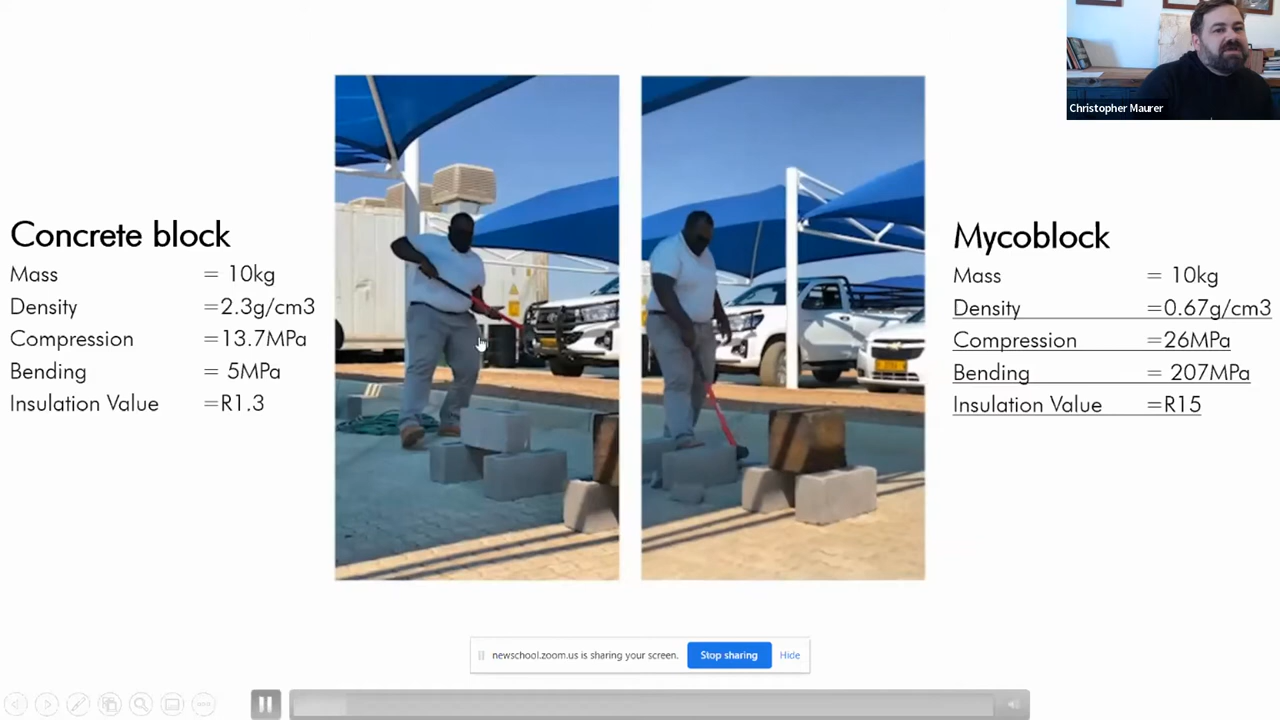 Christopher Maurer
Concrete block
Mass = 10kg
Density =2.3g/cm3
Compression =13.7MPa
Bending = 5MPa
Insulation Value =R1.3
Mycoblock
Mass = 10kg
Density =0.67g/cm3
Compression =26MPa
Bending = 207MPa
Insulation Value =R15
newschool.zoom.us is sharing your screen. Stop sharing Hide